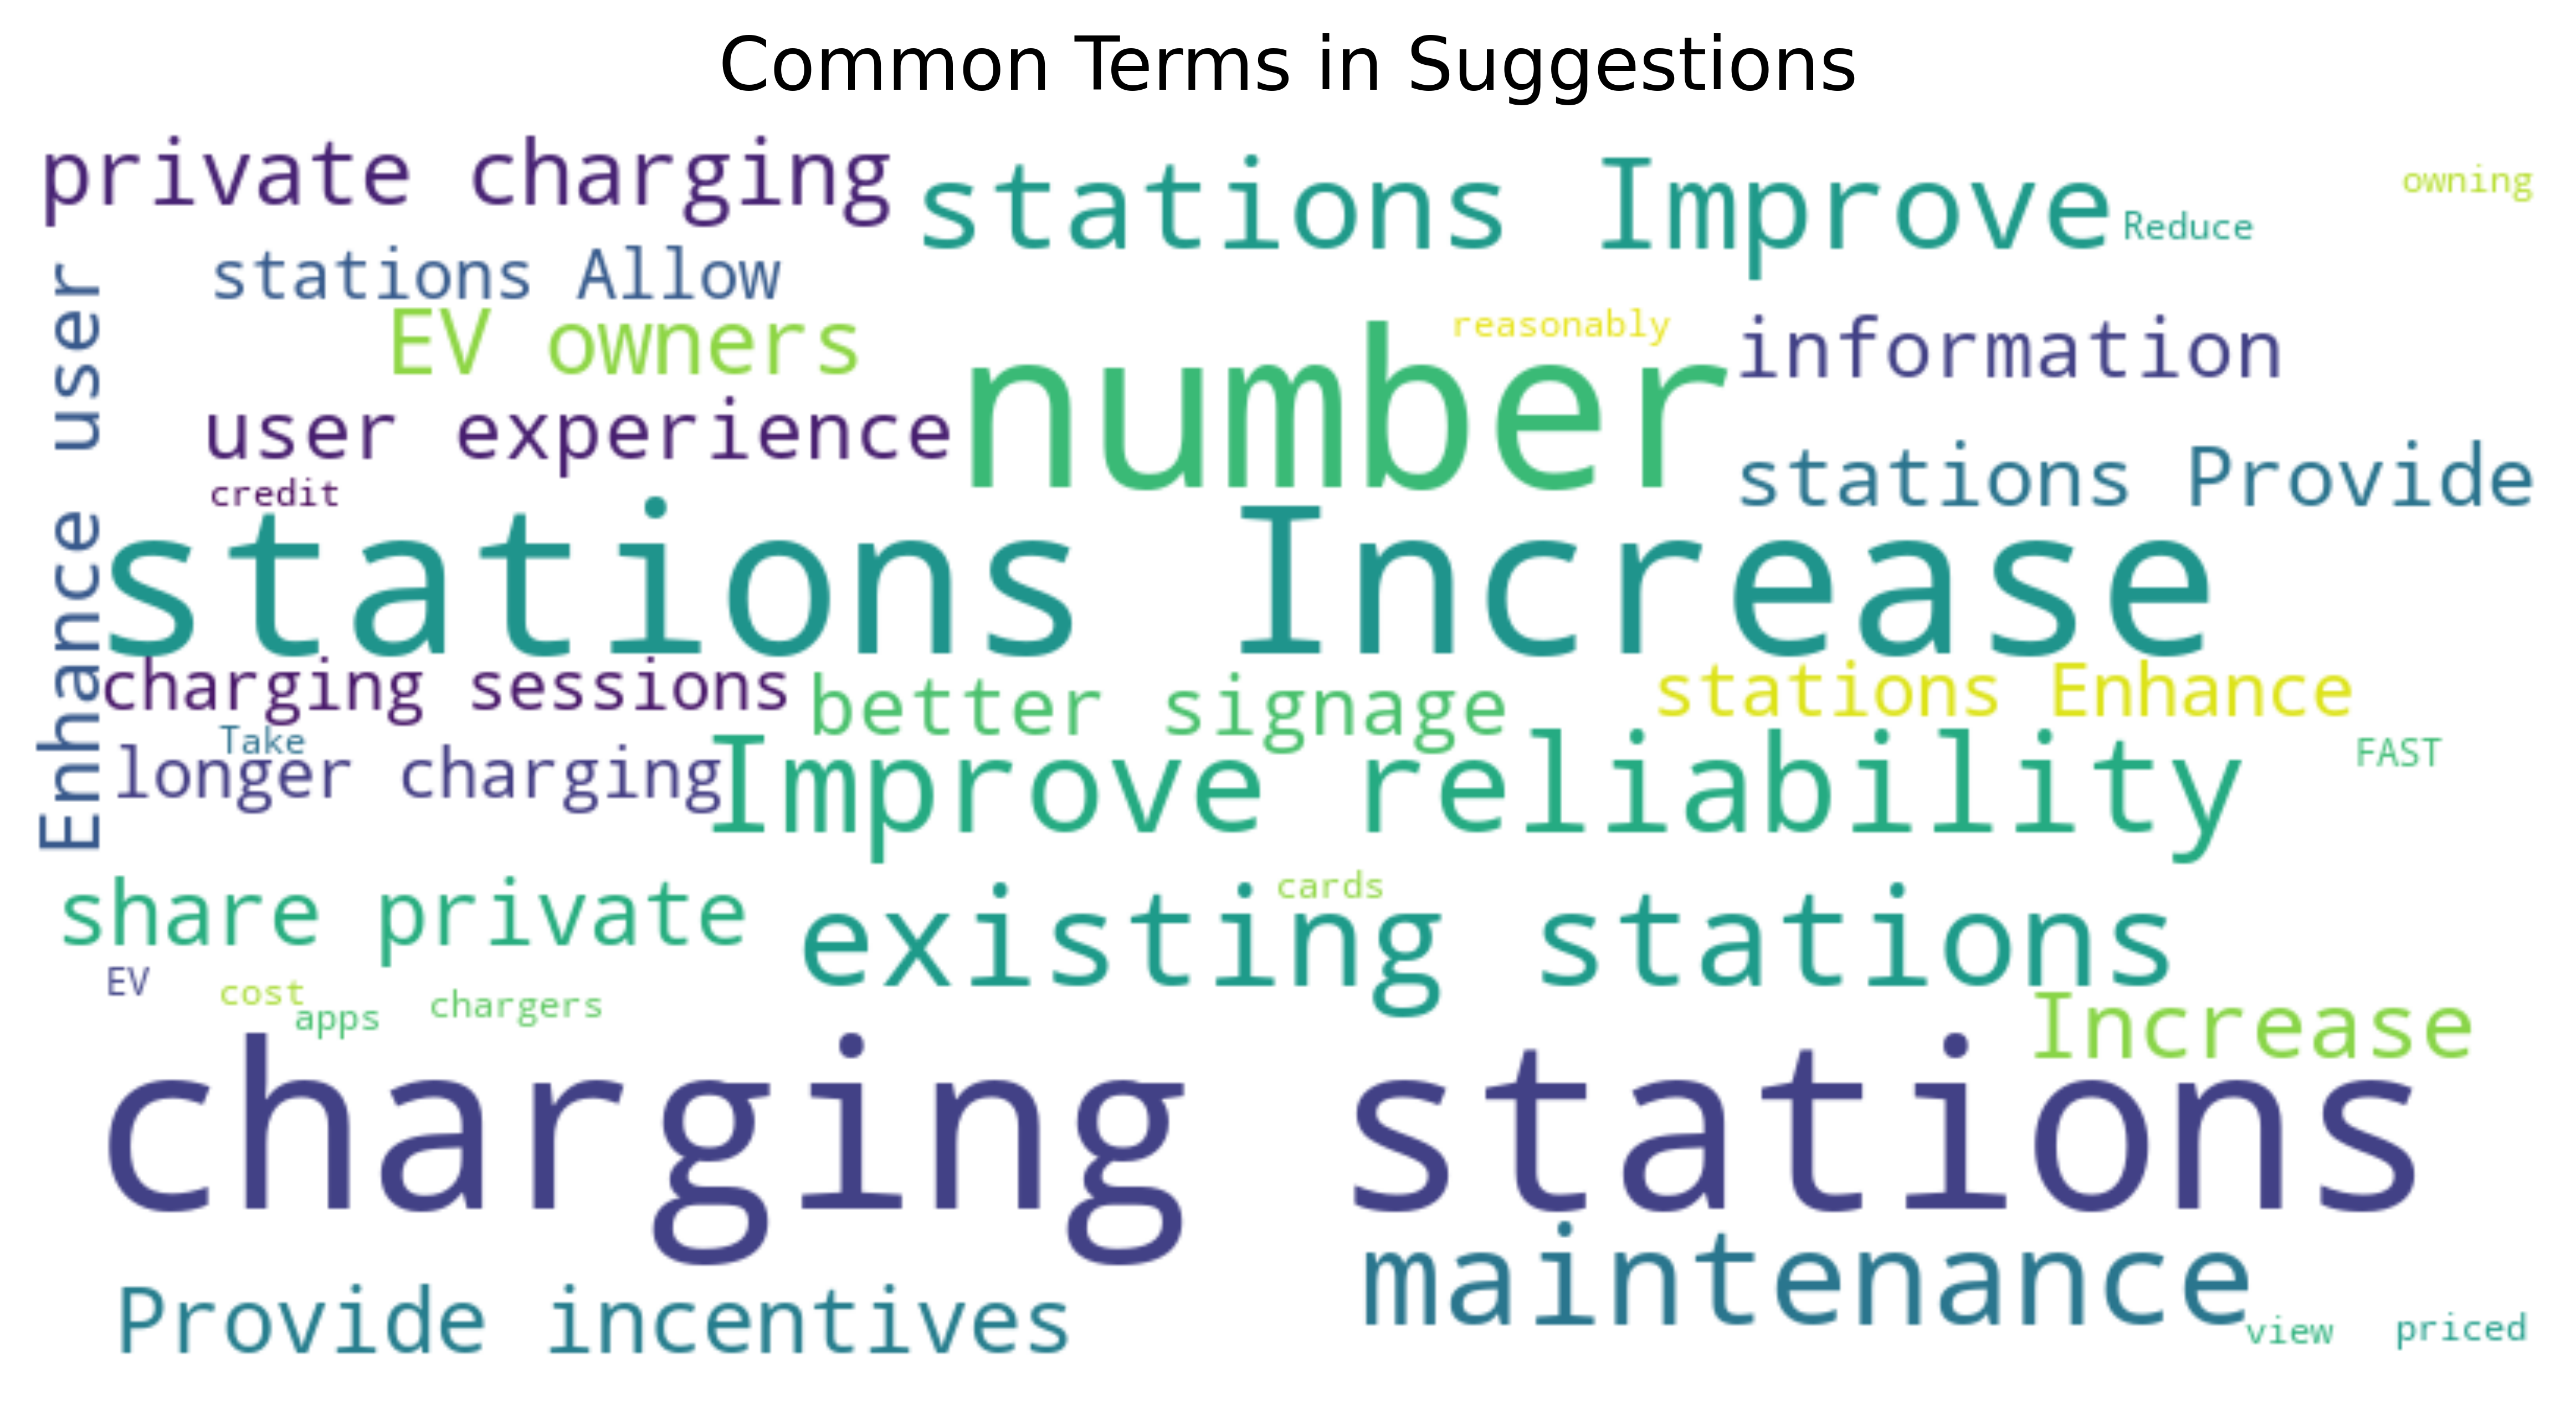 Common Terms in Suggestions
private charging
stations Improve
owning
Reduce
stations Allow
EV owners
reasonably
number
information
user experience
stations Provide
credit
Enhance user
stations Increase
charging sessions
better signage
stations Enhance
Take
longer charging
Improve reliability
FAST
share private
cards
existing stations
EV
cost
apps
chargers
Increase
charging stations
maintenance
Provide incentives
view
priced